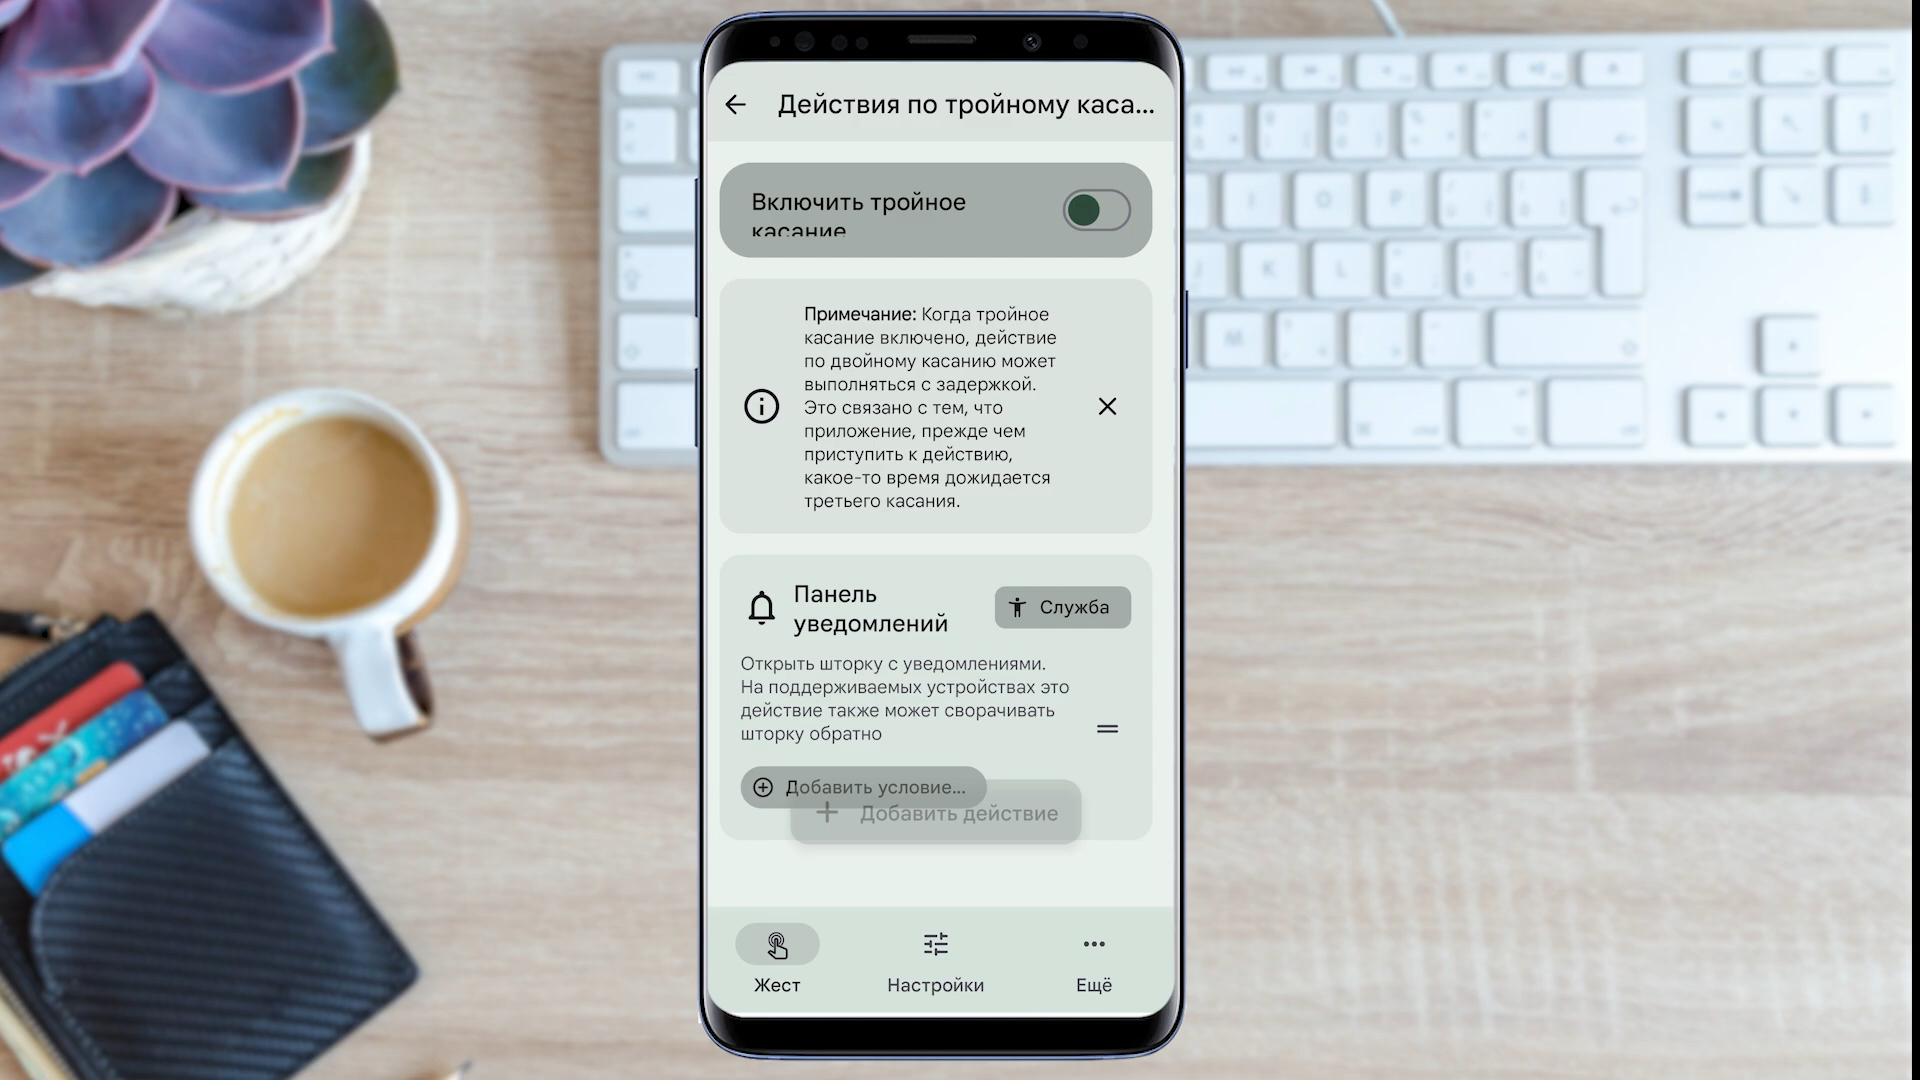 Действия по тройному каса...
Включить тройное
касание
Примечание: Когда тройное
касание включено, действие
по двойному касанию может
выполняться с задержкой.
Это связано с тем, что
приложение, прежде чем
приступить к действию,
какое-то время дожидается
третьего касания.
Панель
уведомлений
Служба
Открыть шторку с уведомлениями.
На поддерживаемых устройствах это
действие также может сворачивать
шторку обратно
Добавить условие...
Добавить действие
Жест
Настройки
Ещё